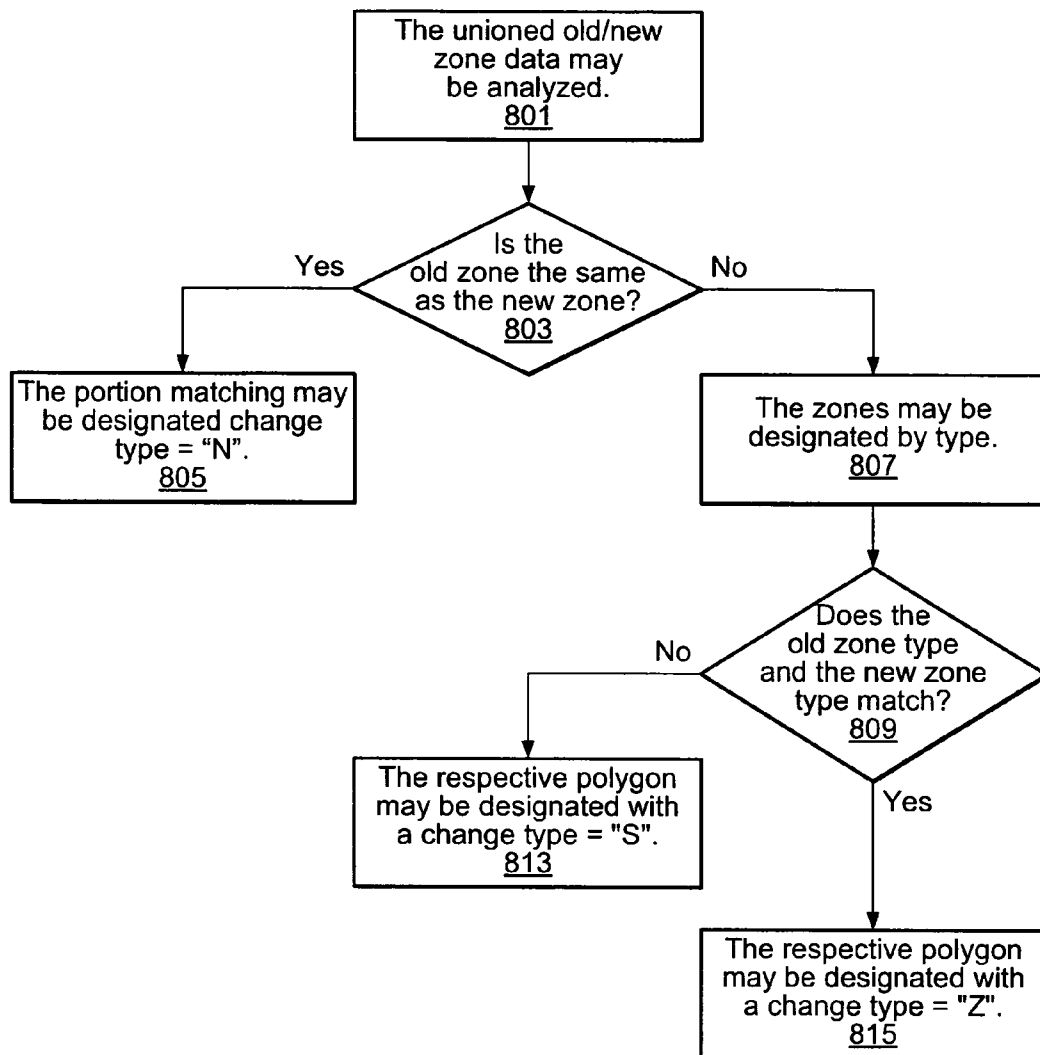 The unioned old/new
zone data may
be analyzed.
801
Is the
old zone the same
as the new zone?
803
Yes
No
The portion matching may
be designated change
type = “N”.
805
The zones may be
designated by type.
807
Does the
old zone type
and the new zone
type match?
809
No
Yes
The respective polygon
may be designated with
a change type = "S".
813
The respective polygon
may be designated with
a change type = "Z".
815